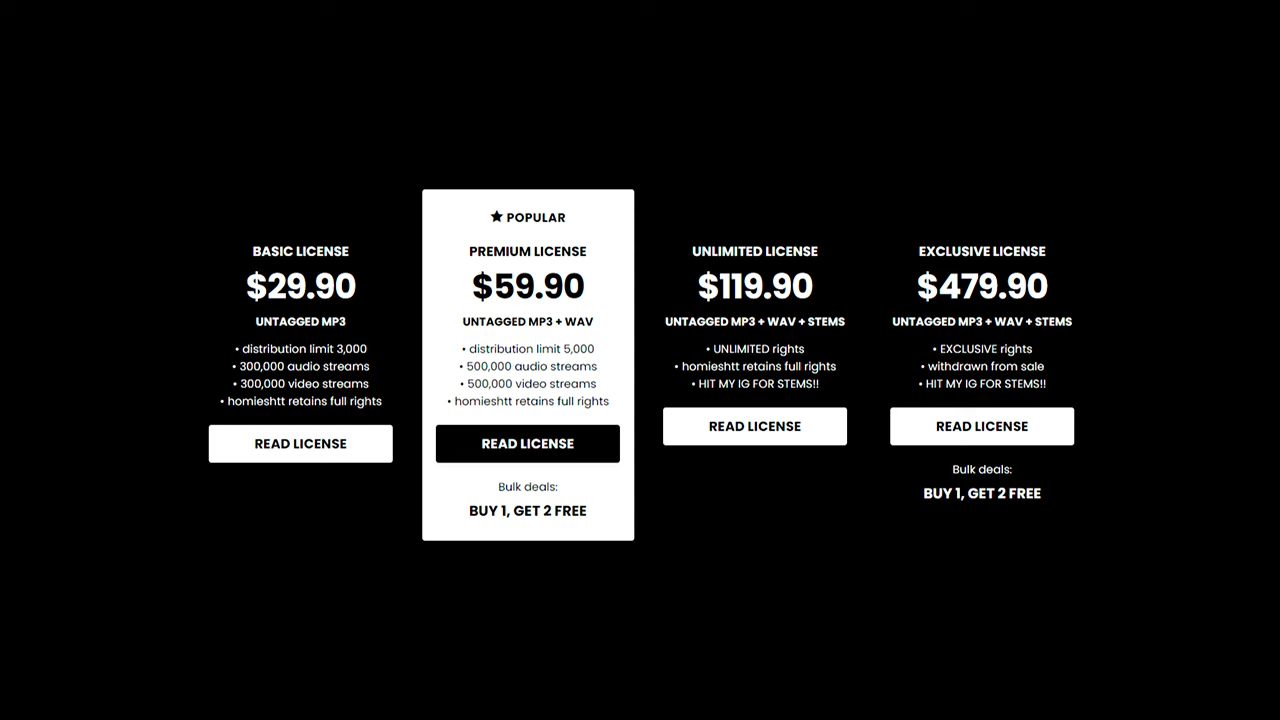 BASIC LICENSE
$29.90
UNTAGGED MP3
• distribution limit 3,000
• 300,000 audio streams
• 300,000 video streams
• homieshtt retains full rights
READ LICENSE
★ POPULAR
PREMIUM LICENSE
$59.90
UNTAGGED MP3 + WAV
• distribution limit 5,000
• 500,000 audio streams
• 500,000 video streams
• homieshtt retains full rights
READ LICENSE
Bulk deals:
BUY 1, GET 2 FREE
UNLIMITED LICENSE
$119.90
UNTAGGED MP3 + WAV + STEMS
• UNLIMITED rights
• homieshtt retains full rights
• HIT MY IG FOR STEMS!!
READ LICENSE
EXCLUSIVE LICENSE
$479.90
UNTAGGED MP3 + WAV + STEMS
• EXCLUSIVE rights
• withdrawn from sale
• HIT MY IG FOR STEMS!!
READ LICENSE
Bulk deals:
BUY 1, GET 2 FREE